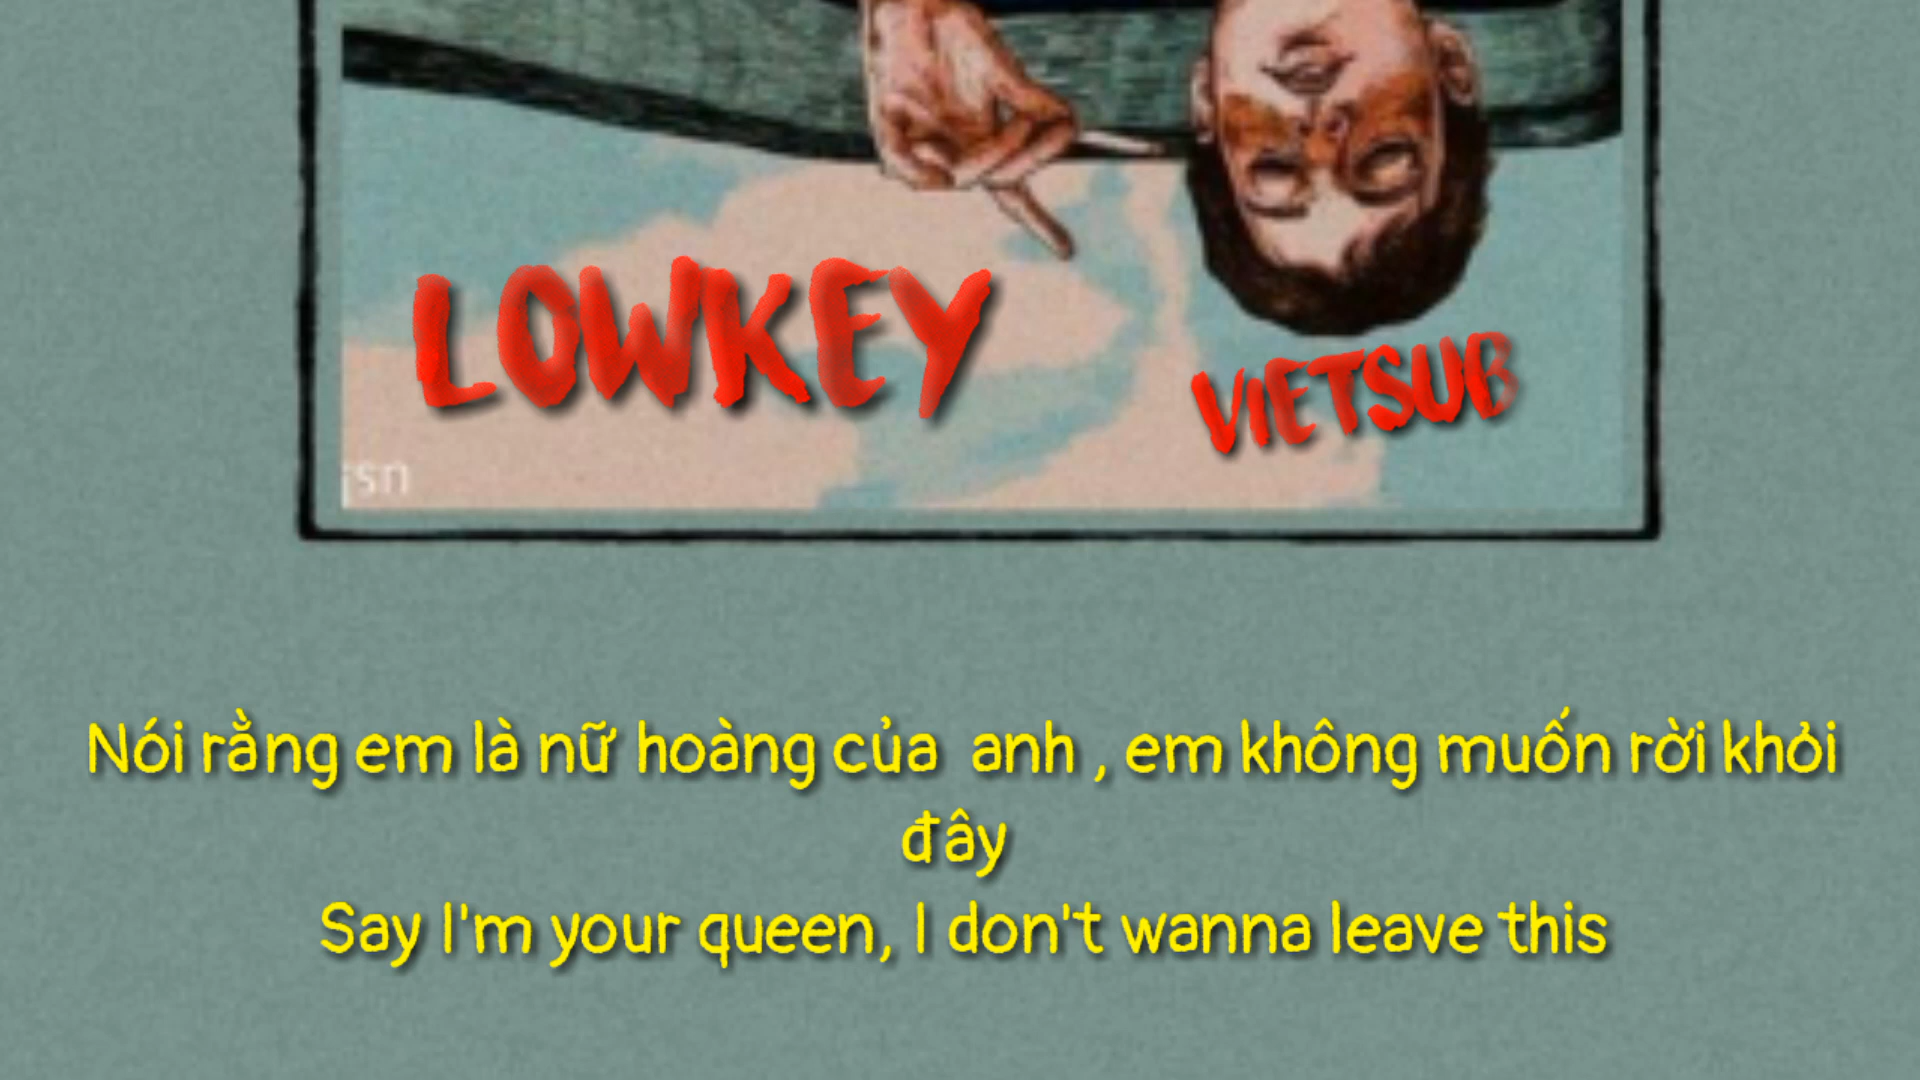 LOWKEY
VIETSUB
sn
Nói rằng em là nữ hoàng của anh , em không muốn rời khỏi
đây
Say I'm your queen, I don't wanna leave this